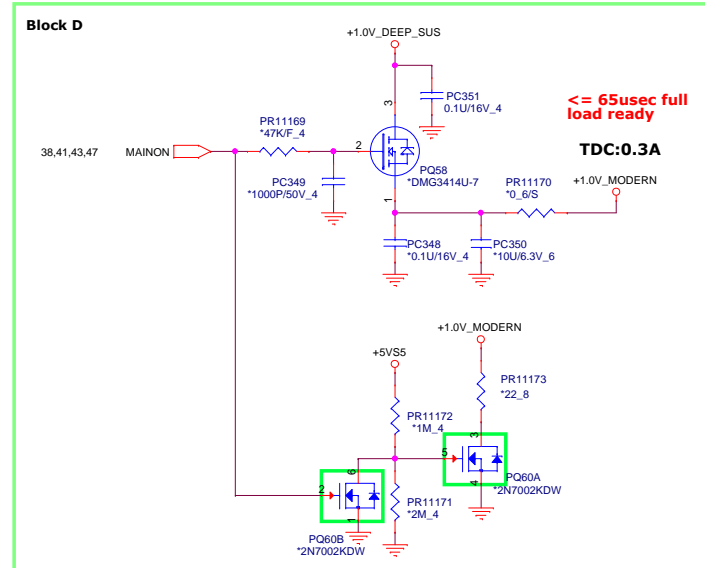 Block D
+1.0V_DEEP_SUS
3
PC351
0.1U/16V_4
<= 65usec full
load ready
PR11169
*47K/F_4
TDC:0.3A
38,41,43,47
MAINON
2
PQ58
*DMG3414U-7
PC349
*1000P/50V_4
1
PR11170
*0_6/S
+1.0V_MODERN
PC348
*0.1U/16V_4
PC350
*10U/6.3V_6
+1.0V_MODERN
+5VS5
PR11173
*22_8
PR11172
*1M_4
3
5
6
4
PQ60A
*2N7002KDW
2
1
PR11171
*2M_4
PQ60B
*2N7002KDW